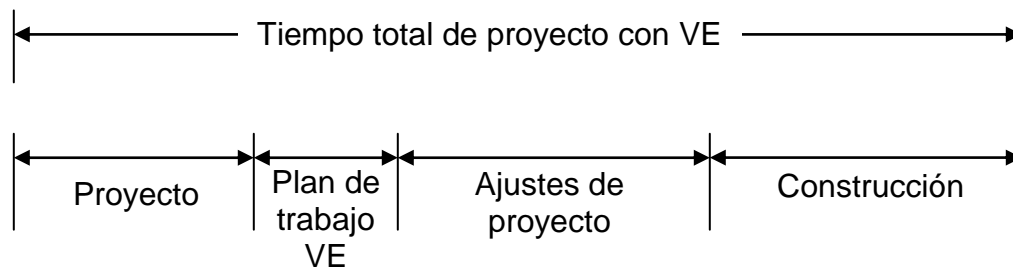 Tiempo total de proyecto con VE
Proyecto
Plan de
trabajo
VE
Ajustes de
proyecto
Construcción